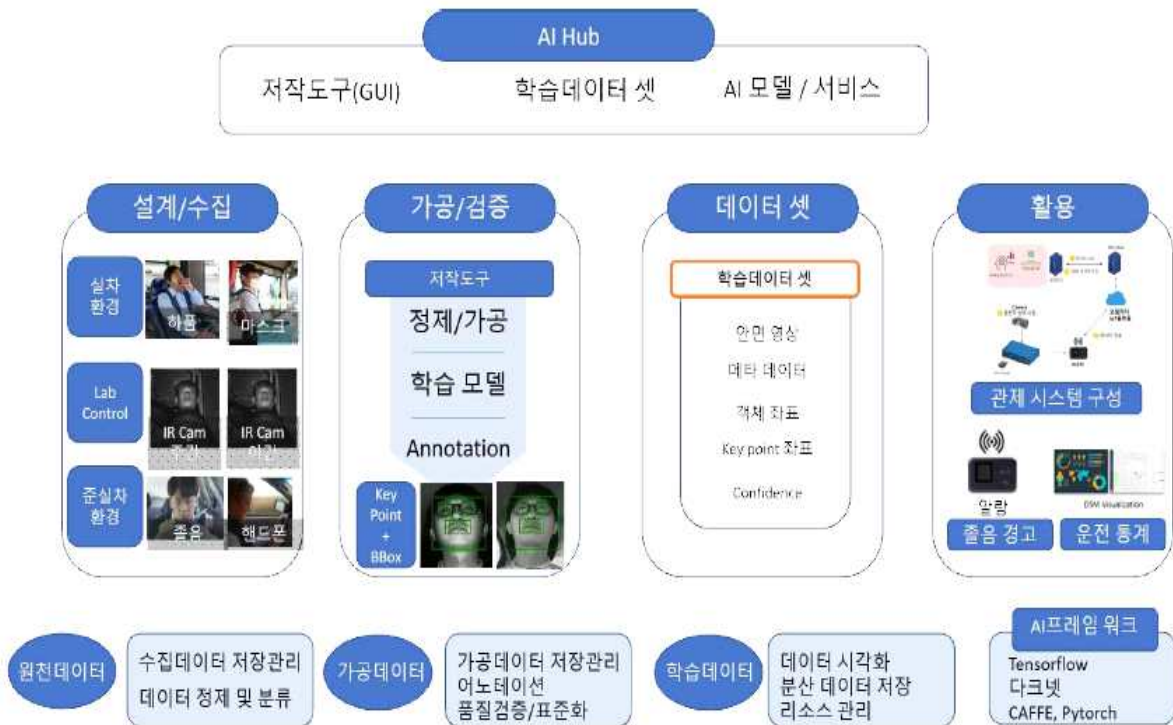 AI Hub
저작도구(GUI) 학습데이터 셋 AI 모델 / 서비스
설계/수집
실차
환경
하품
마스크
Lab
Control
IR Cam
주간
IR Cam
야간
준실차
환경
졸음
핸드폰
가공/검증
저작도구
정제/가공
학습 모델
Annotation
Key
Point
+
BBox
데이터 셋
학습데이터 셋
안면 영상
메타 데이터
객체 좌표
Key point 좌표
Confidence
활용
관제 시스템 구성
알람
DSM Visualization
졸음 경고
운전 통계
원천데이터
수집데이터 저장관리
데이터 정제 및 분류
가공데이터
가공데이터 저장관리
어노테이션
품질검증/표준화
학습데이터
데이터 시각화
분산 데이터 저장
리소스 관리
AI프레임 워크
Tensorflow
다크넷
CAFFE, Pytorch